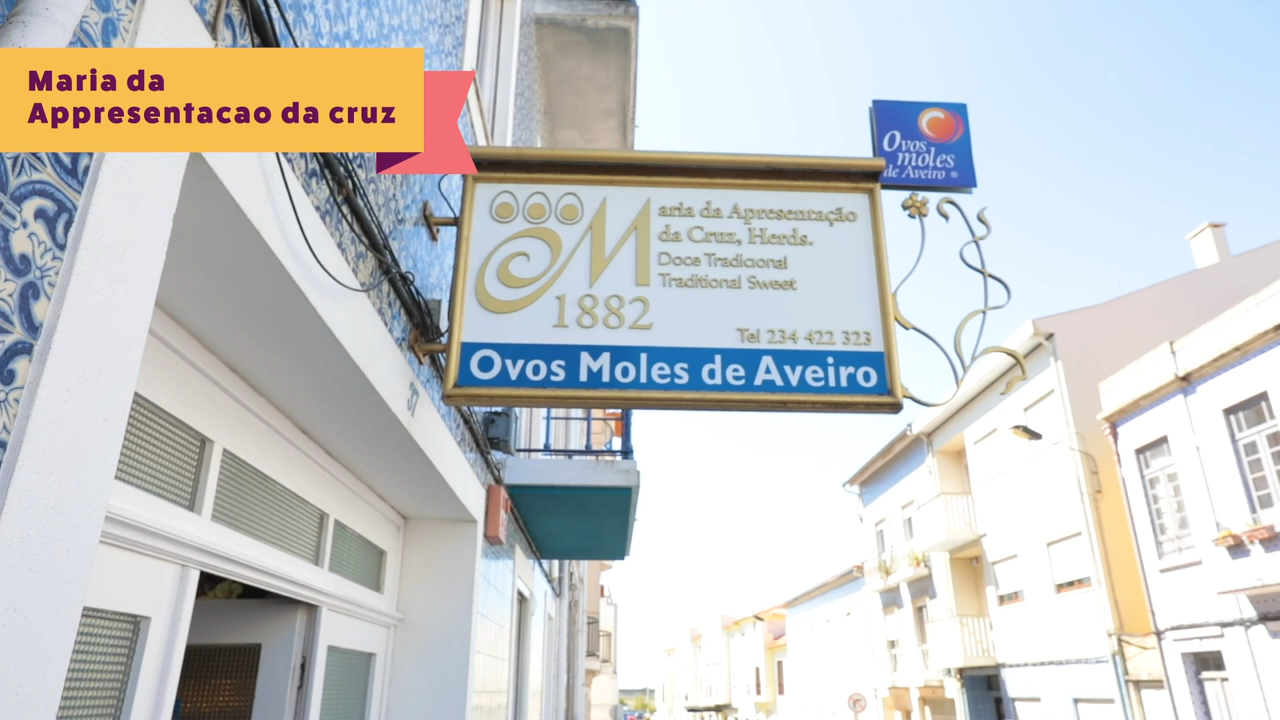 Maria da
Appresentacao da cruz
Ovos
moles
de Aveiro ®
Maria da Apresentação
da Cruz, Herds.
Doce Tradicional
Traditional Sweet
1882
Tel 234 422 323
Ovos Moles de Aveiro
37